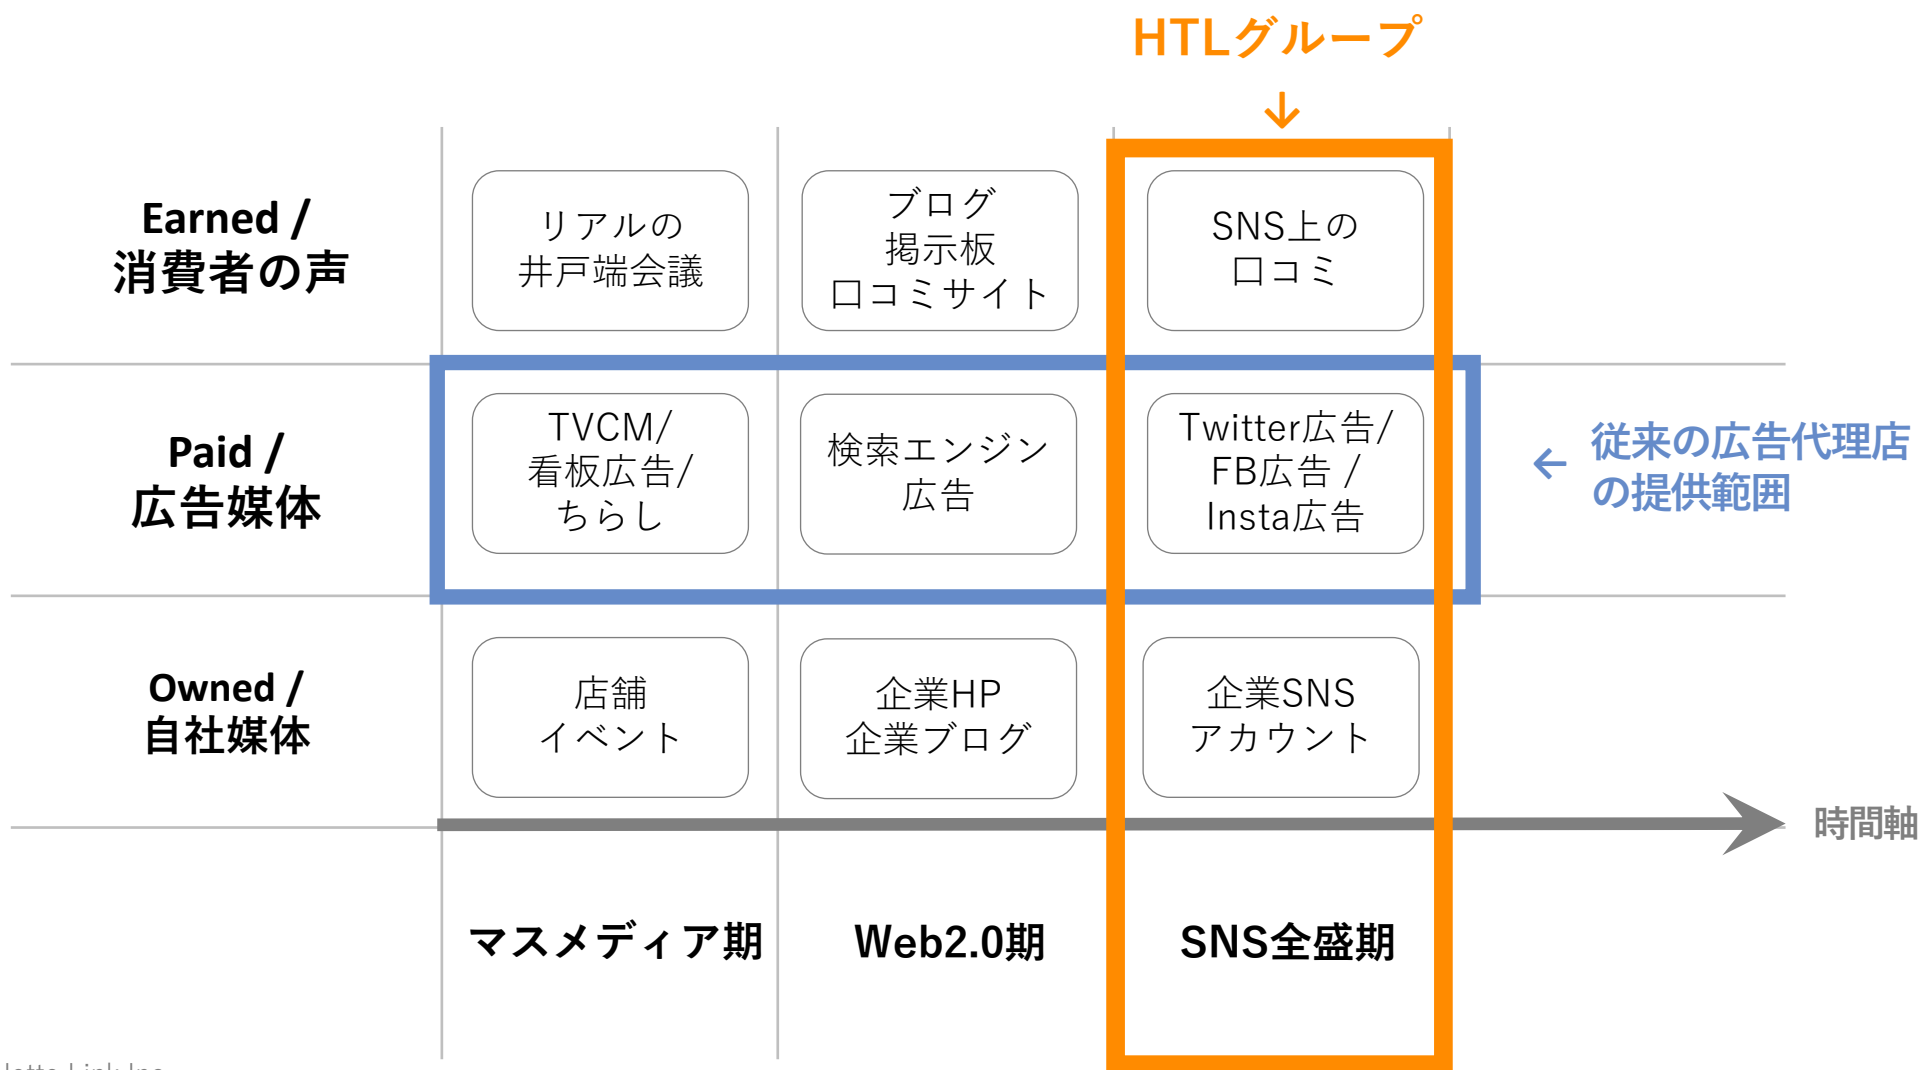 HTLグループ
↓
Earned /
消費者の声
リアルの
井戸端会議
ブログ
掲示板
口コミサイト
SNS上の
口コミ
Paid /
広告媒体
TVCM/
看板広告/
ちらし
検索エンジン
広告
Twitter広告/
FB広告 /
Insta広告
← 従来の広告代理店
の提供範囲
Owned /
自社媒体
店舗
イベント
企業HP
企業ブログ
企業SNS
アカウント
時間軸
マスメディア期
Web2.0期
SNS全盛期